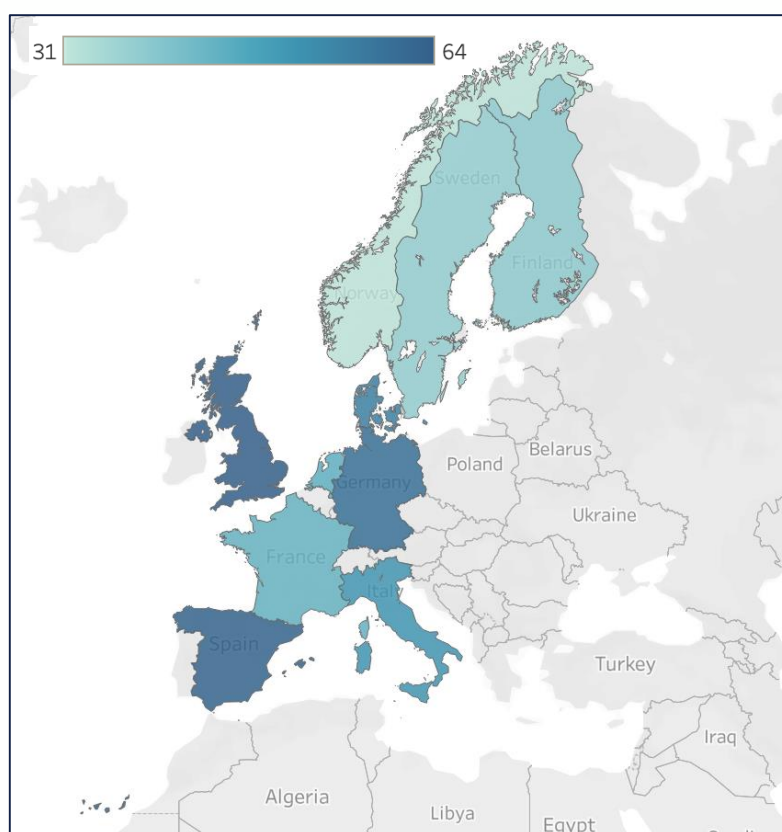 31 64
Sweden
Finland
Norway
Belarus
Poland
Germany
Ukraine
France
Italy
Spain
Turkey
Iraq
Algeria
Libya
Egypt